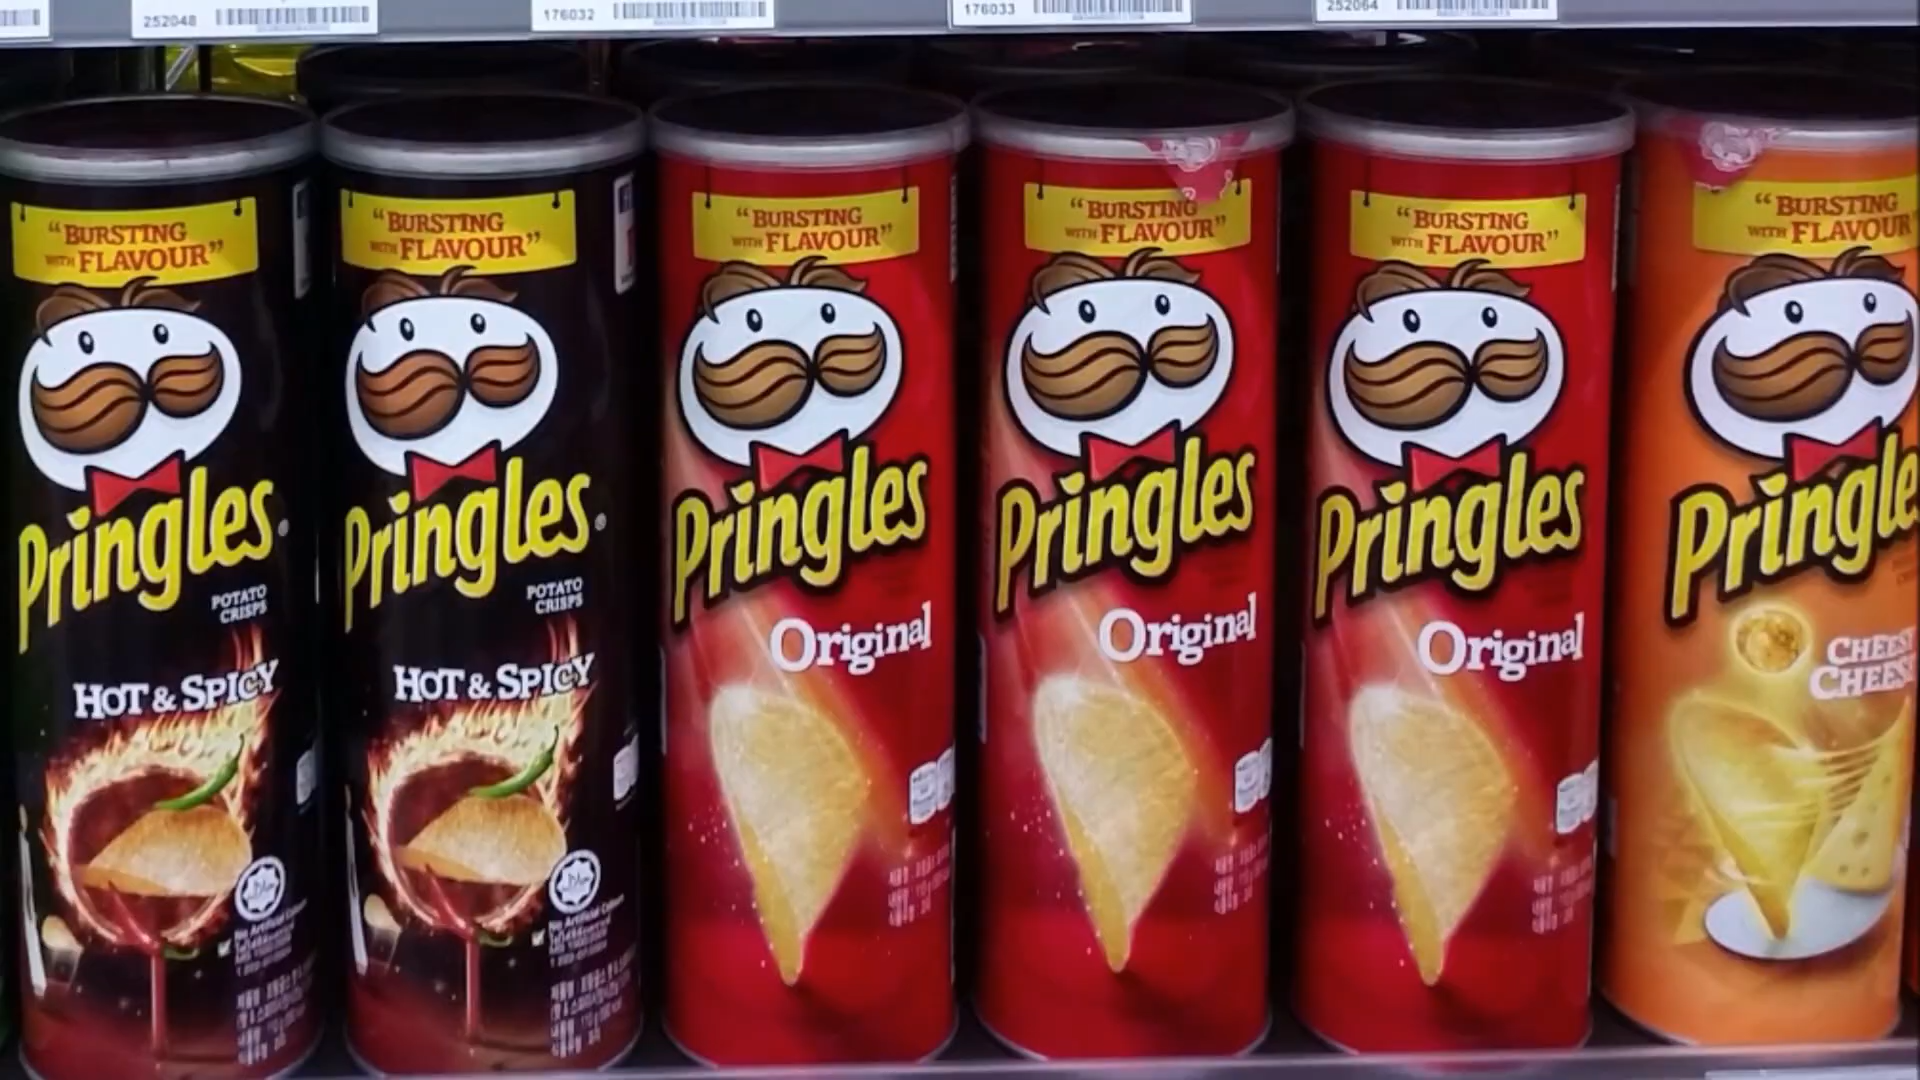 252048
176032
176033
252064
“BURSTING
WITH FLAVOUR”
Pringles
POTATO
CRISPS
HOT & SPICY
“BURSTING
WITH FLAVOUR”
Pringles
POTATO
CRISPS
HOT & SPICY
“BURSTING
WITH FLAVOUR”
Pringles
Original
“BURSTING
WITH FLAVOUR”
Pringles
Original
“BURSTING
WITH FLAVOUR”
Pringles
Original
“BURSTING
WITH FLAVOUR”
Pringle
CHEES
CHEES